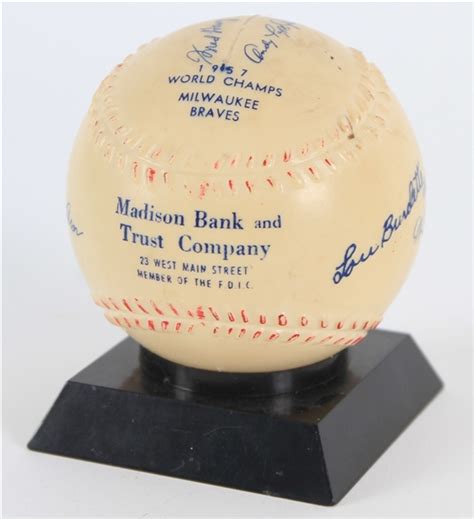 1957
WORLD CHAMPS
MILWAUKEE
BRAVES
Madison Bank and
Trust Company
23 WEST MAIN STREET
MEMBER OF THE F.D.I.C.
Lou Burdette